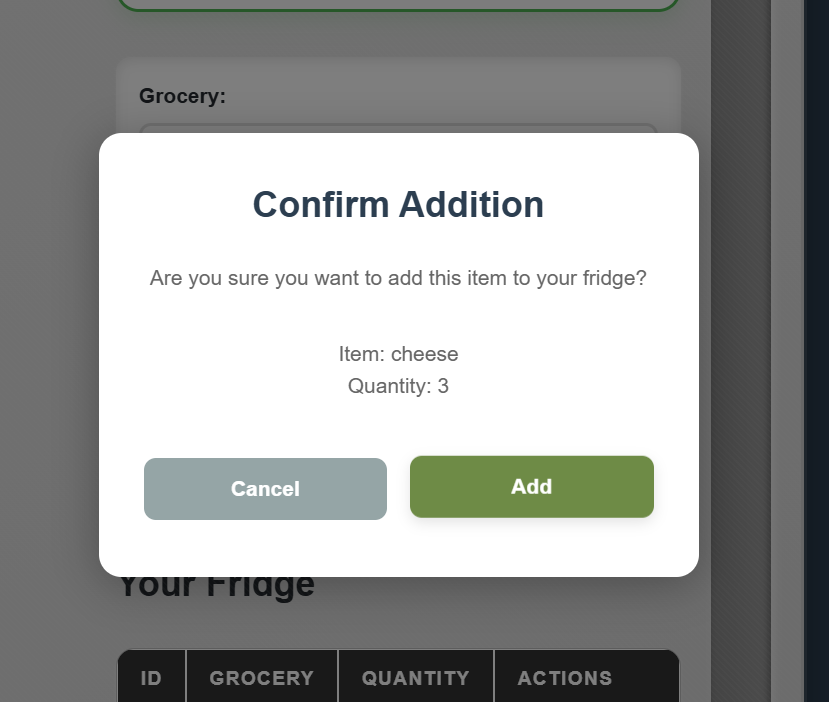 Grocery:
Confirm Addition
Are you sure you want to add this item to your fridge?
Item: cheese
Quantity: 3
Cancel
Add
Your Fridge
ID
GROCERY
QUANTITY
ACTIONS